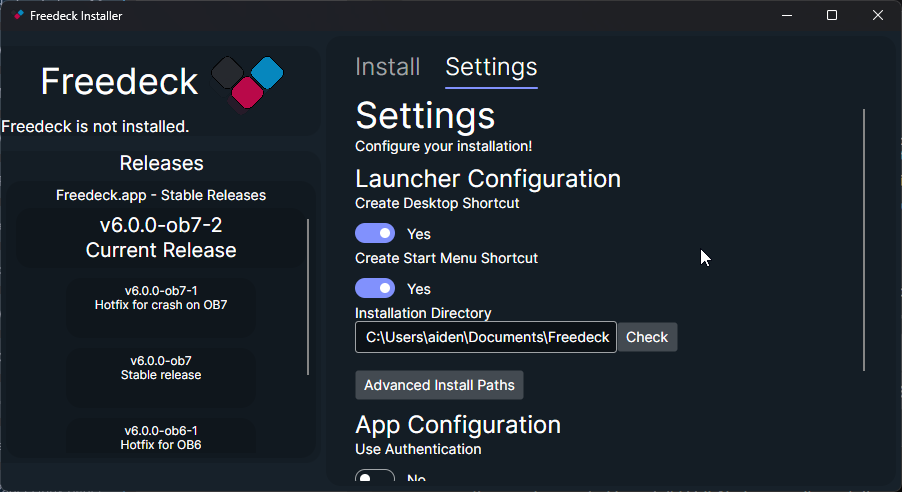 Freedeck Installer
Freedeck
Freedeck is not installed.
Releases
Freedeck.app - Stable Releases
v6.0.0-ob7-2
Current Release
v6.0.0-ob7-1
Hotfix for crash on OB7
v6.0.0-ob7
Stable release
v6.0.0-ob6-1
Hotfix for OB6
Install Settings
Settings
Configure your installation!
Launcher Configuration
Create Desktop Shortcut
Yes
Create Start Menu Shortcut
Yes
Installation Directory
C:\Users\aiden\Documents\Freedeck Check
Advanced Install Paths
App Configuration
Use Authentication
No